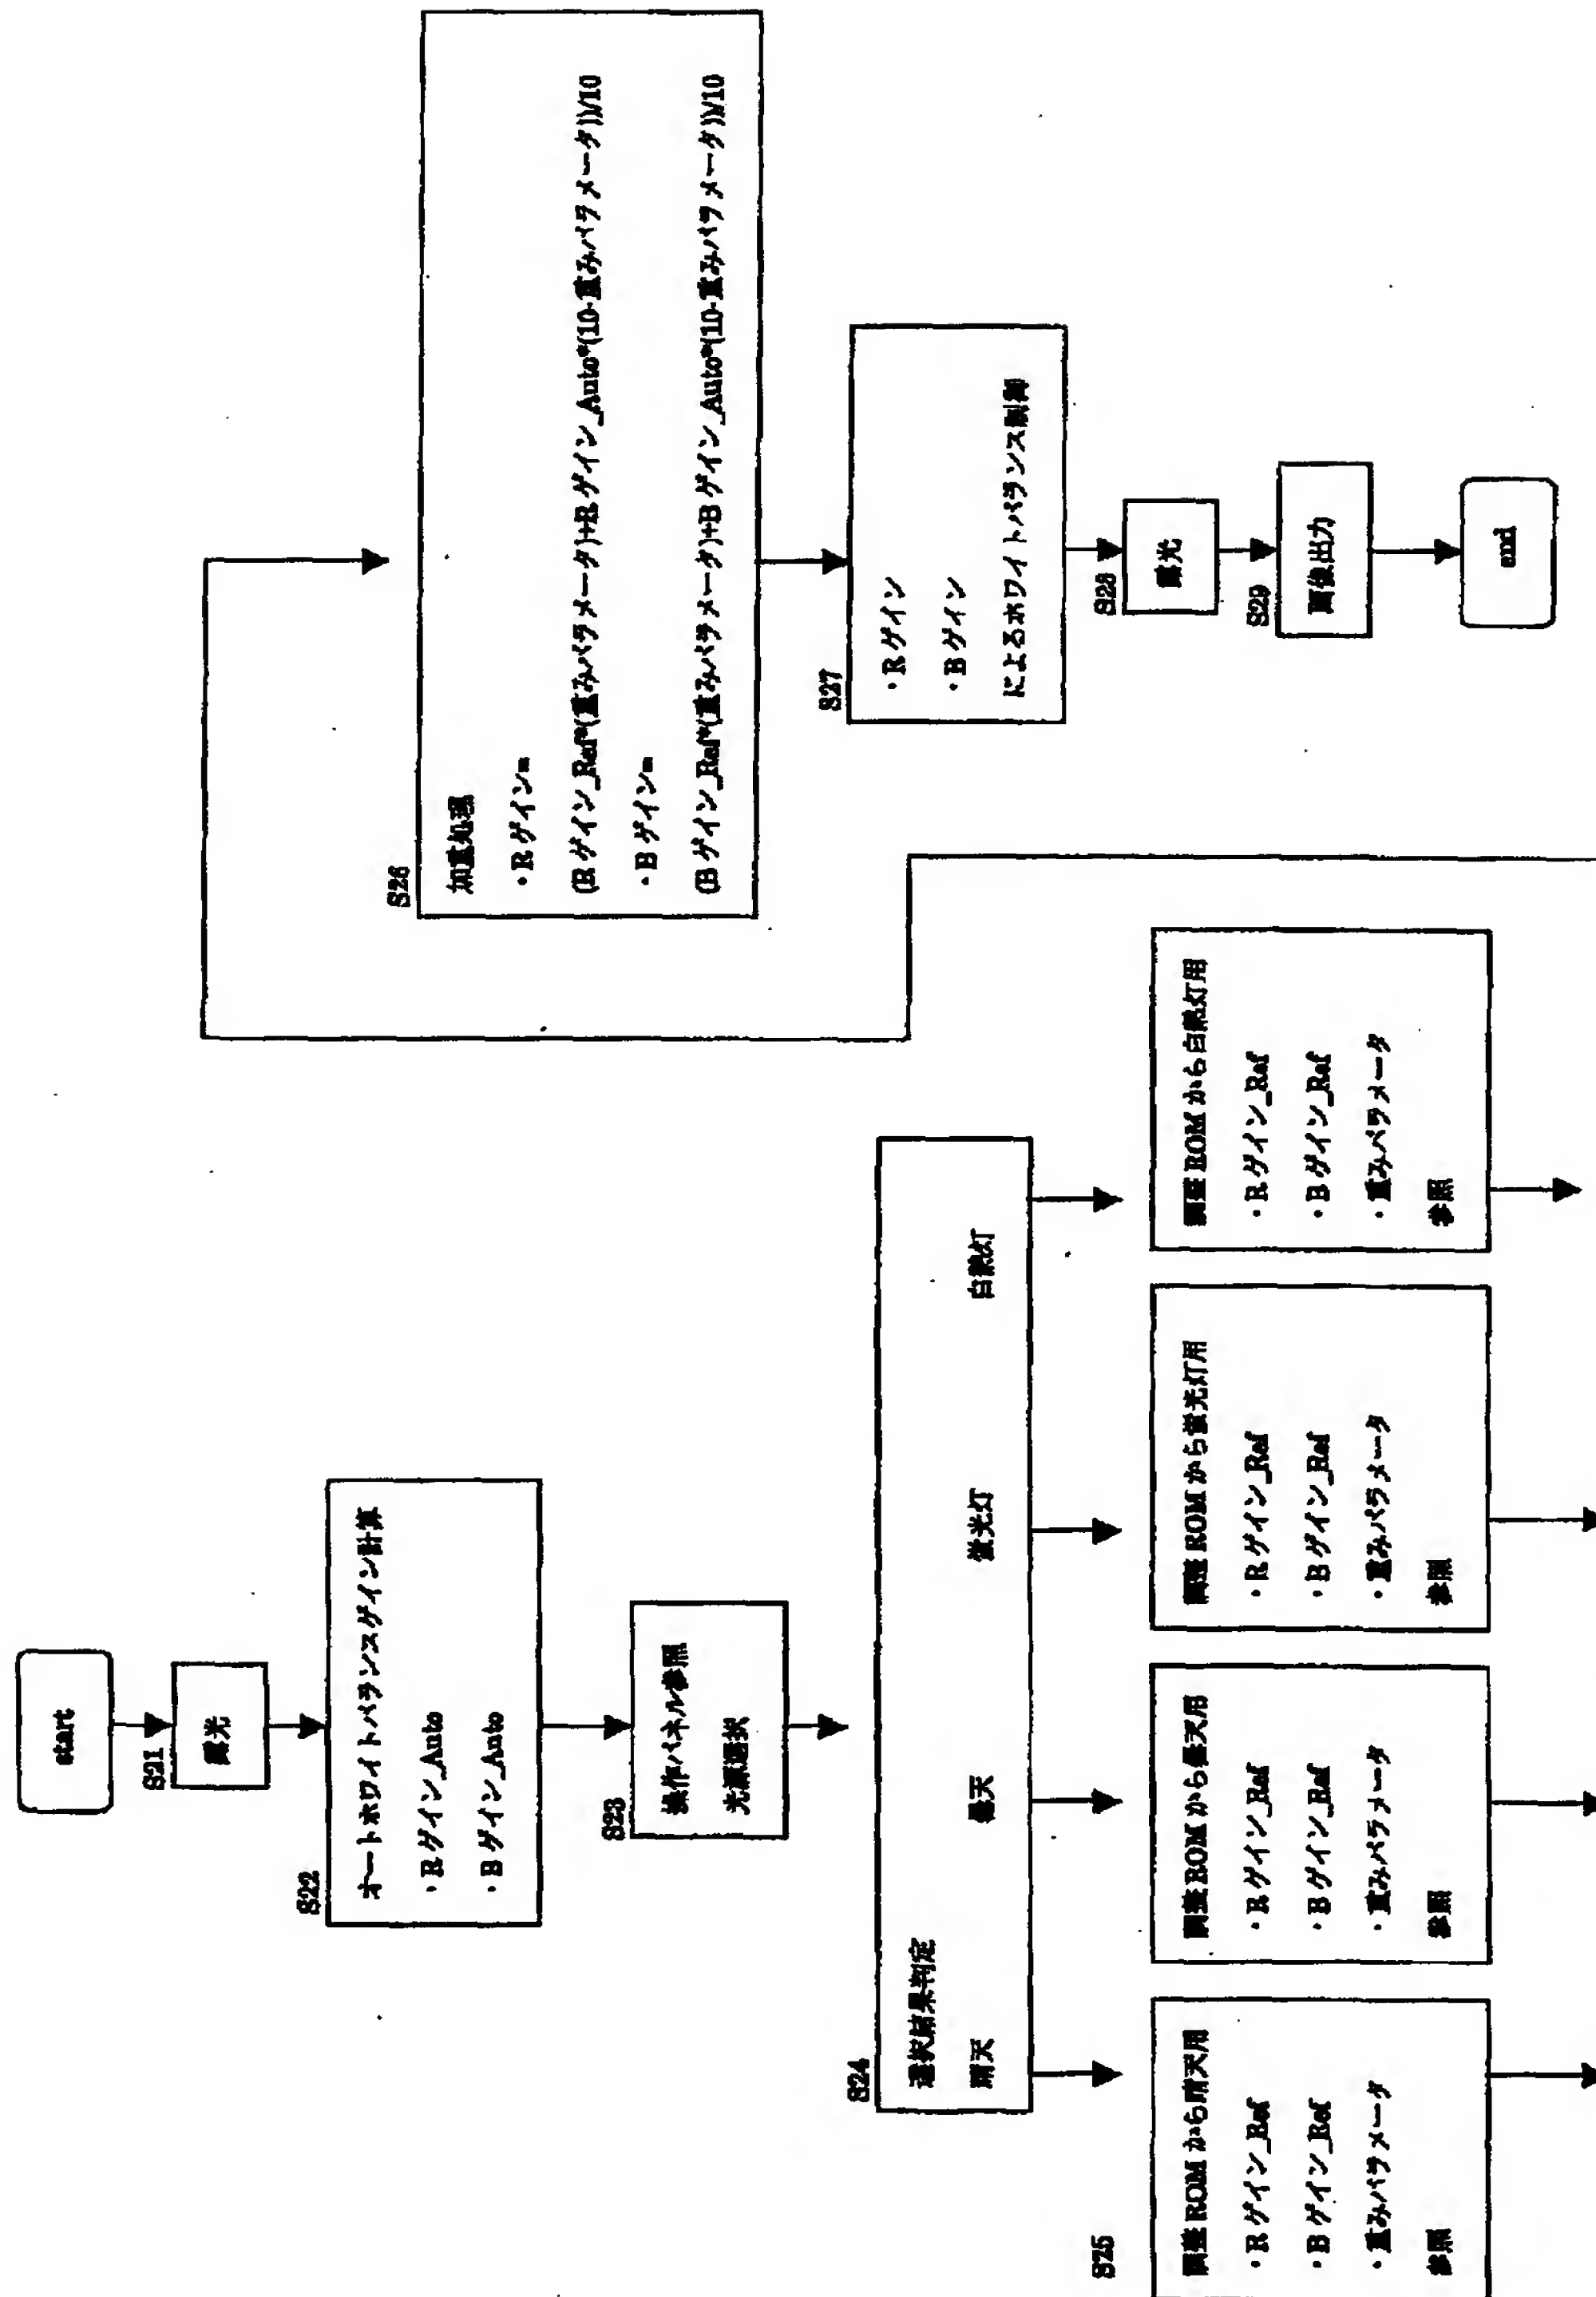 start
S21
露光
S22
オートホワイトバランスゲイン計算
・Rゲイン_Auto
・Bゲイン_Auto
S23
操作パネル参照
光源選択
S24
選択結果判定
晴天 曇天 蛍光灯 白熱灯
S25
調整ROMから晴天用
・Rゲイン_Ref
・Bゲイン_Ref
・重みパラメータ
参照
調整ROMから曇天用
・Rゲイン_Ref
・Bゲイン_Ref
・重みパラメータ
参照
調整ROMから蛍光灯用
・Rゲイン_Ref
・Bゲイン_Ref
・重みパラメータ
参照
調整ROMから白熱灯用
・Rゲイン_Ref
・Bゲイン_Ref
・重みパラメータ
参照
S26
加重処理
・Rゲイン=
(Rゲイン_Ref*(重みパラメータ)+Rゲイン_Auto*(10-重みパラメータ))/10
・Bゲイン=
(Bゲイン_Ref*(重みパラメータ)+Bゲイン_Auto*(10-重みパラメータ))/10
S27
・Rゲイン
・Bゲイン
によるホワイトバランス制御
S28
露光
S29
画像出力
end